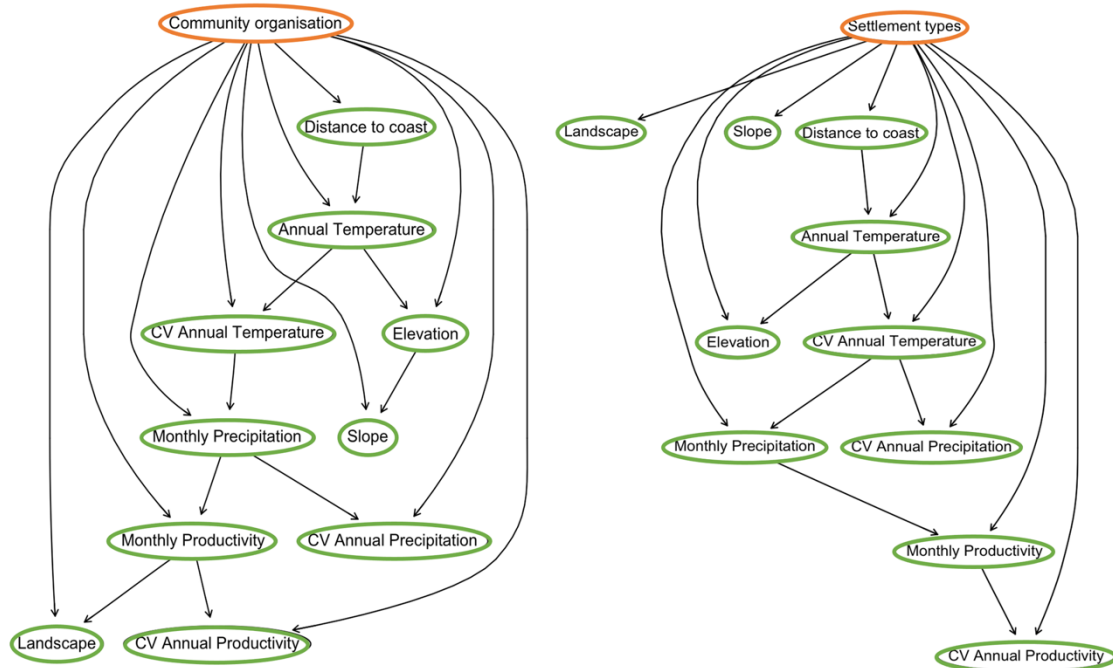 Community organisation
Distance to coast
Annual Temperature
CV Annual Temperature
Elevation
Monthly Precipitation
Slope
Monthly Productivity
CV Annual Precipitation
Landscape
CV Annual Productivity
Settlement types
Landscape
Slope
Distance to coast
Annual Temperature
Elevation
CV Annual Temperature
Monthly Precipitation
CV Annual Precipitation
Monthly Productivity
CV Annual Productivity